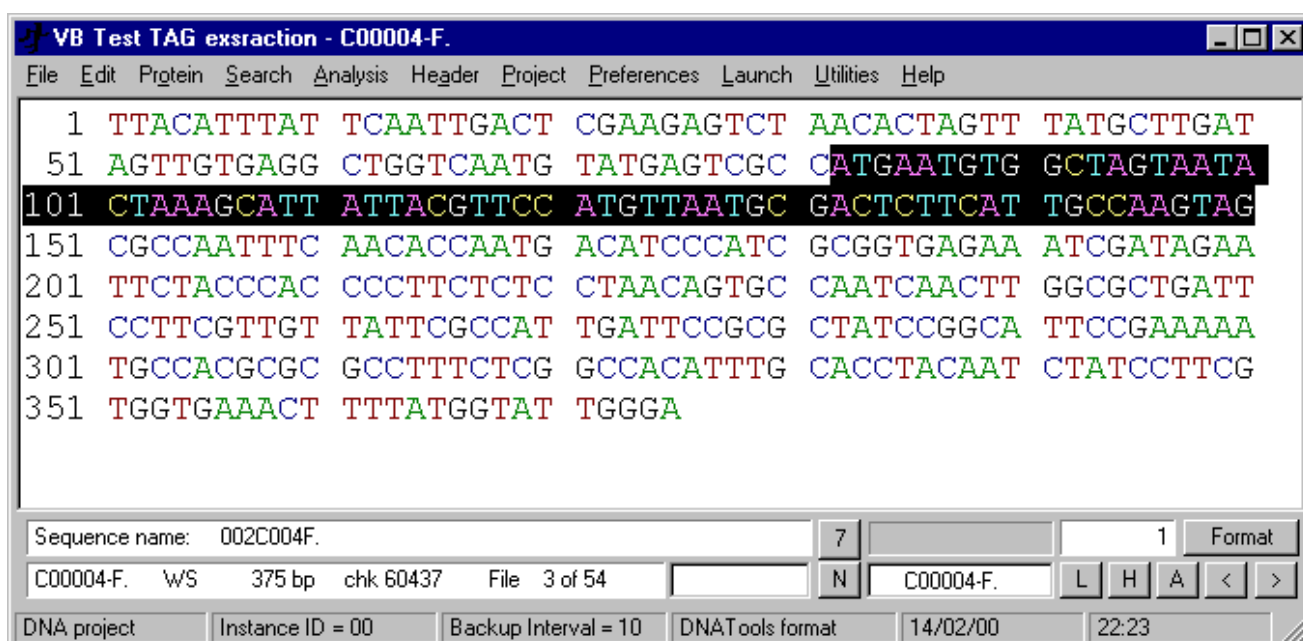 VB Test TAG exsraction - C00004-F.
File Edit Protein Search Analysis Header Project Preferences Launch Utilities Help
1 TTACATTTAT TCAATTGACT CGAAGAGTCT AACACTAGTT TATGCTTGAT
51 AGTTGTGAGG CTGGTCAATG TATGAGTCGC CATGAATGTG GCTAGTAATA
101 CTAAAGCATT ATTACGTTCC ATGTTAATGC GACTCTTCAT TGCCAAGTAG
151 CGCCAATTTC AACACCAATG ACATCCCATC GCGGTGAGAA ATCGATAGAA
201 TTCTACCCAC CCCTTCTCTC CTAACAGTGC CAATCAACTT GGCGCTGATT
251 CCTTCGTTGT TATTCGCCAT TGATTCCGCG CTATCCGGCA TTCCGAAAAA
301 TGCCACGCGC GCCTTTCTCG GCCACATTTG CACCTACAAT CTATCCTTCG
351 TGGTGAAACT TTTATGGTAT TGGGA
Sequence name: 002C004F. 7 1 Format
C00004-F. WS 375 bp chk 60437 File 3 of 54 N C00004-F. L H A < >
DNA project Instance ID = 00 Backup Interval = 10 DNATools format 14/02/00 22:23